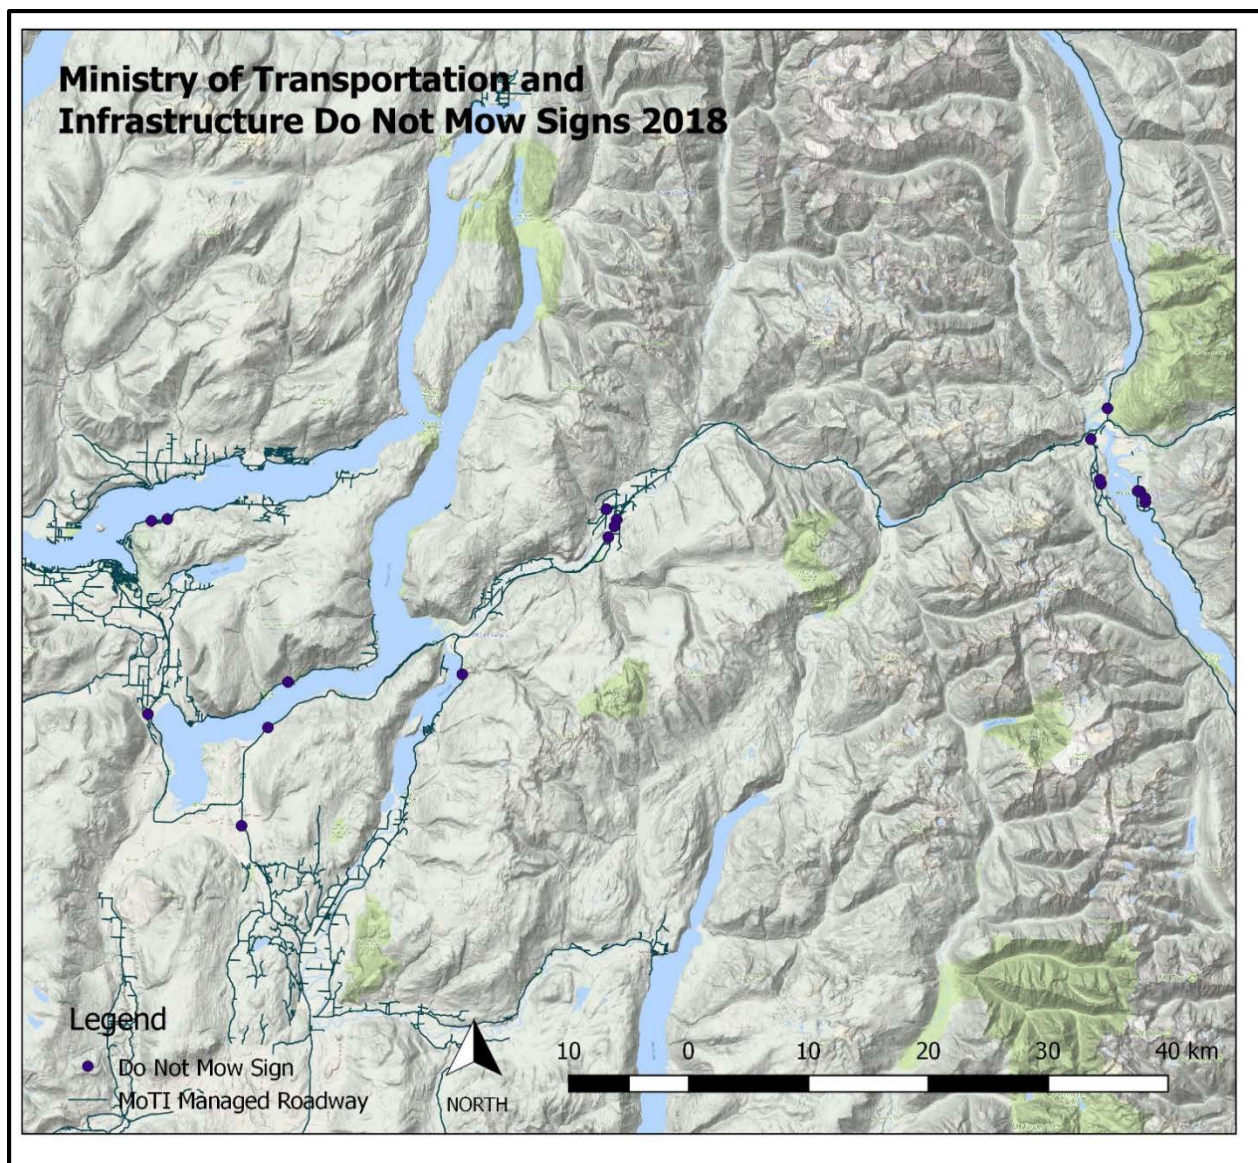 Ministry of Transportation and
Infrastructure Do Not Mow Signs 2018
Legend
Do Not Mow Sign
MoTI Managed Roadway
NORTH
10 0 10 20 30 40 km